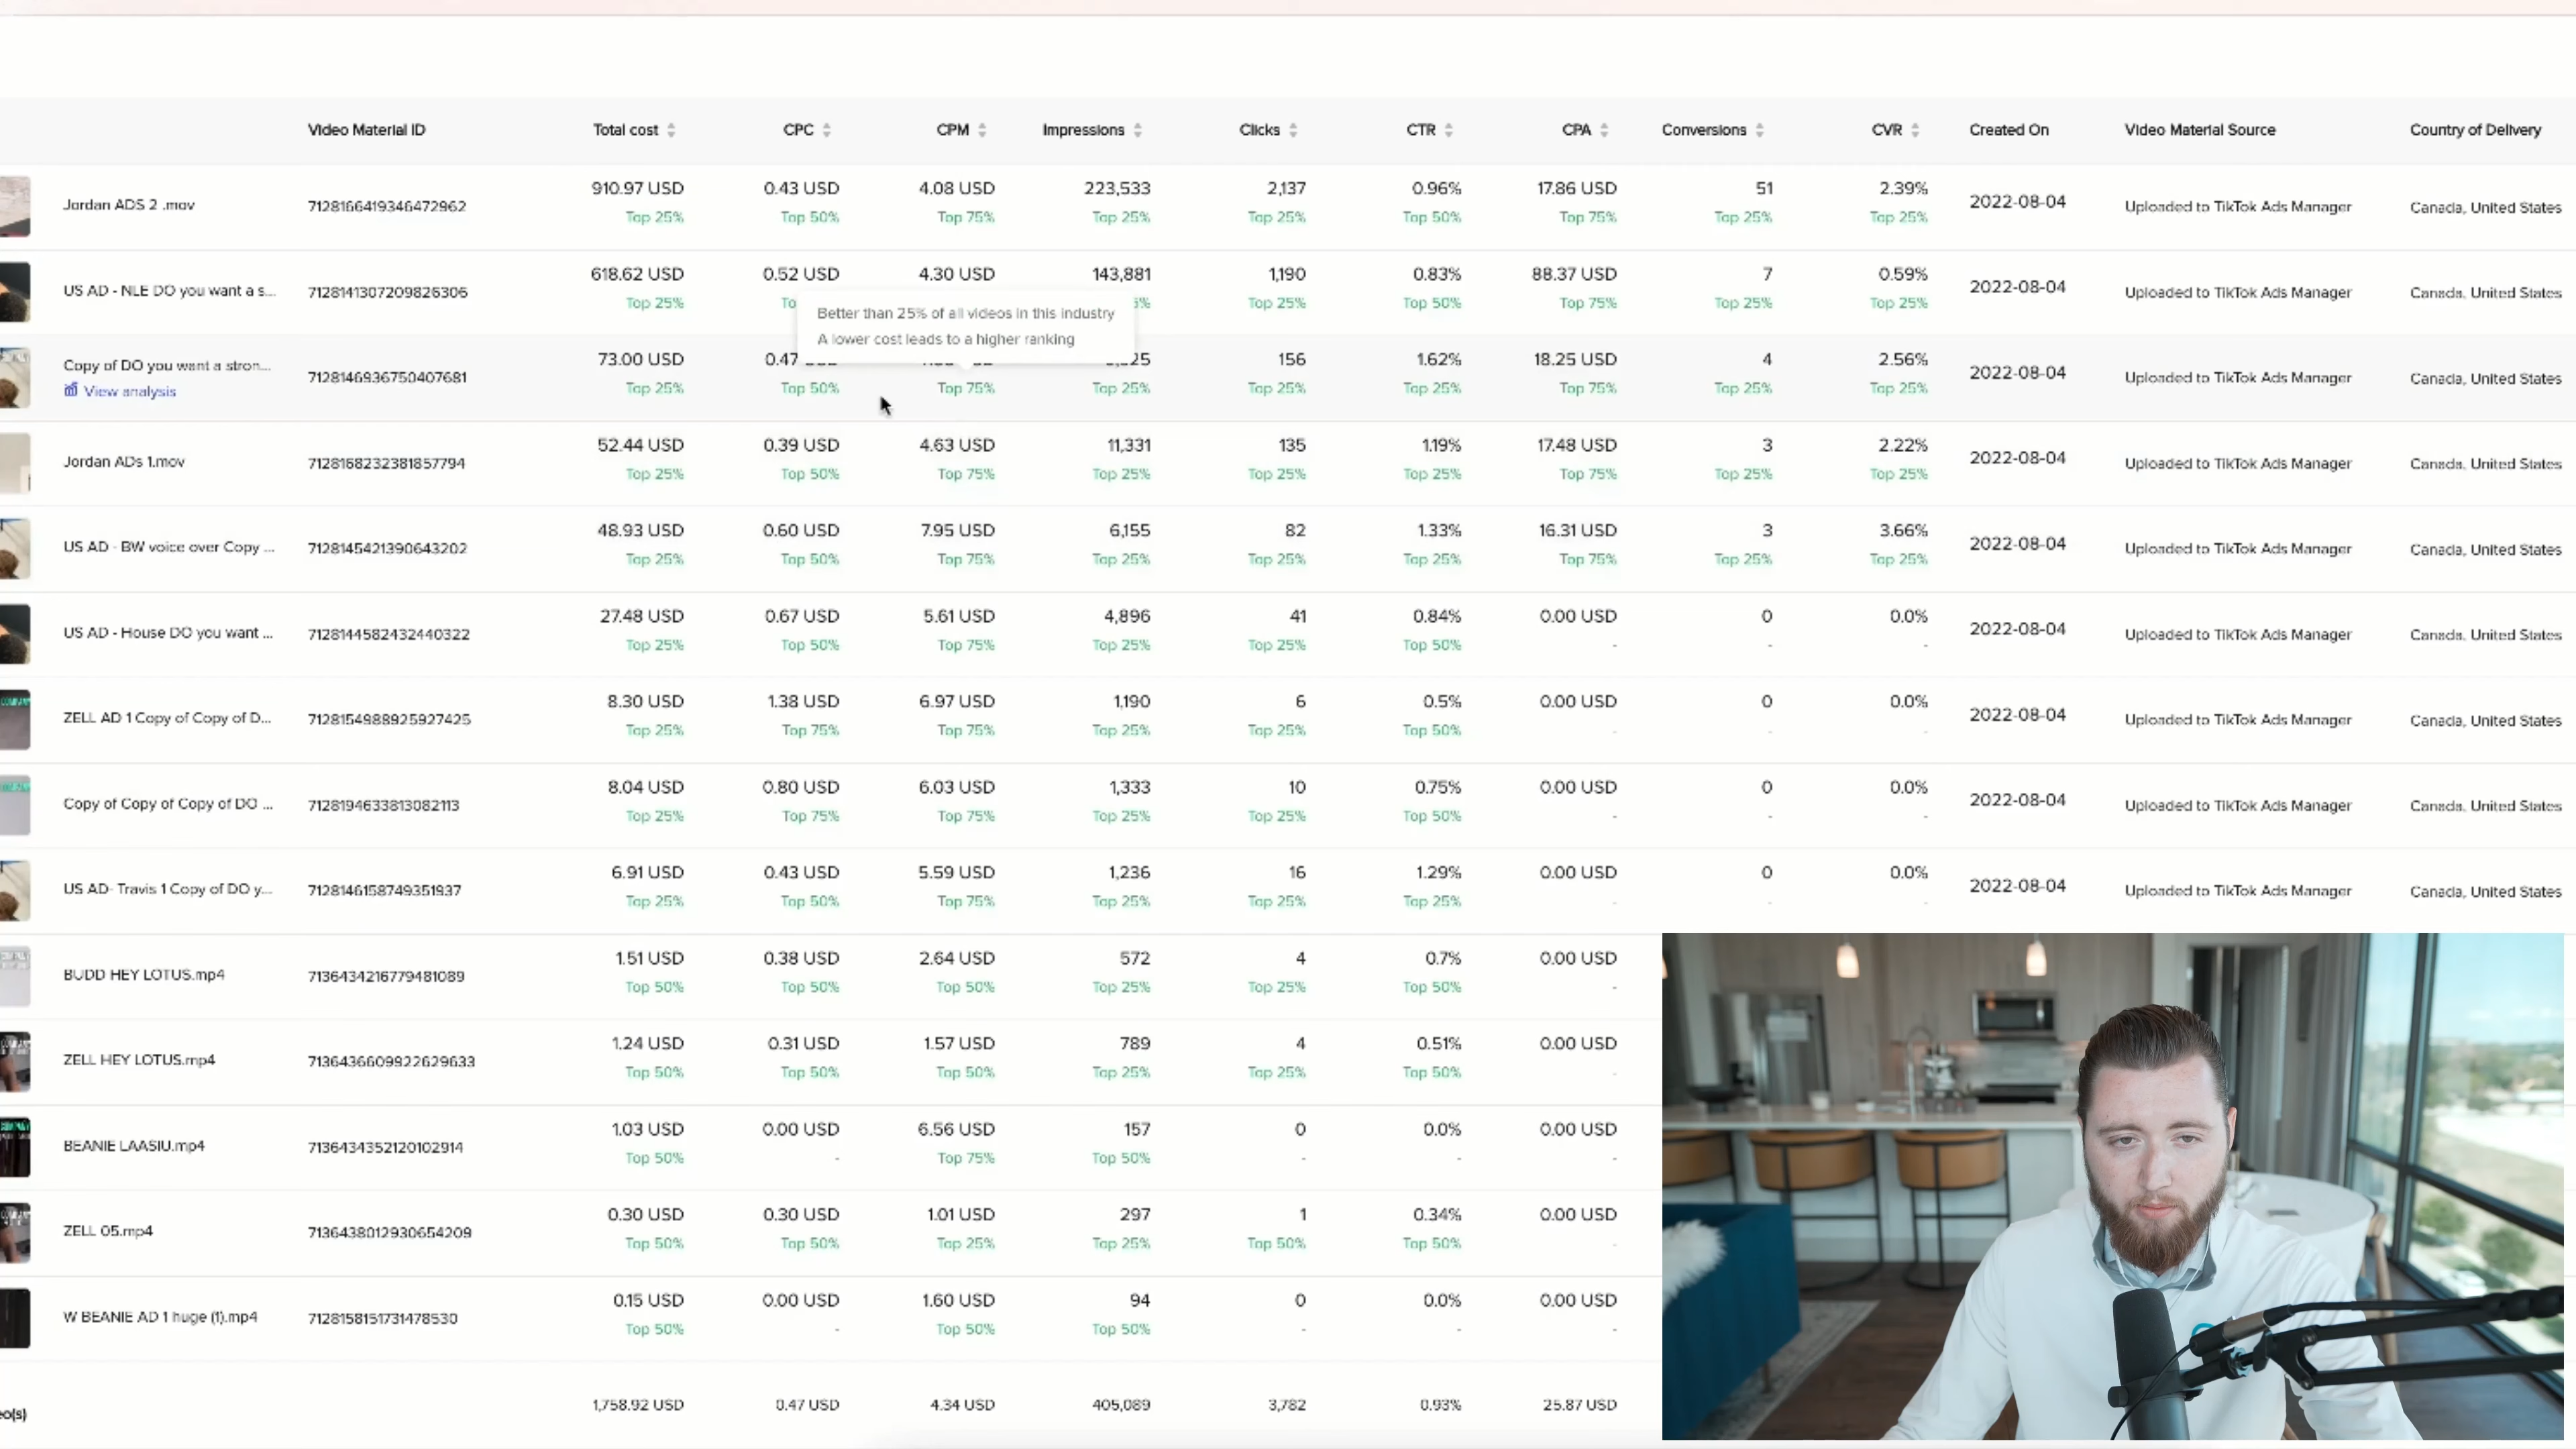 Video Material ID Total cost CPC CPM Impressions Clicks CTR CPA Conversions CVR Created On Video Material Source Country of Delivery
Jordan ADS 2 .mov 7128166419346472962 910.97 USD 0.43 USD 4.08 USD 223,533 2,137 0.96% 17.86 USD 51 2.39% 2022-08-04 Uploaded to TikTok Ads Manager Canada, United States
Top 25% Top 50% Top 75% Top 25% Top 25% Top 50% Top 75% Top 25% Top 25%
US AD - NLE DO you want a s... 7128141307209826306 618.62 USD 0.52 USD 4.30 USD 143,881 1,190 0.83% 88.37 USD 7 0.59% 2022-08-04 Uploaded to TikTok Ads Manager Canada, United States
Top 25% Top 25% Top 50% Top 75% Top 25% Top 25%
Better than 25% of all videos in this industry
A lower cost leads to a higher ranking
Copy of DO you want a stron... 7128146936750407681 73.00 USD 0.47 156 1.62% 18.25 USD 4 2.56% 2022-08-04 Uploaded to TikTok Ads Manager Canada, United States
View analysis Top 25% Top 50% Top 75% Top 25% Top 25% Top 25% Top 75% Top 25% Top 25%
Jordan ADs 1.mov 7128168232381857794 52.44 USD 0.39 USD 4.63 USD 11,331 135 1.19% 17.48 USD 3 2.22% 2022-08-04 Uploaded to TikTok Ads Manager Canada, United States
Top 25% Top 50% Top 75% Top 25% Top 25% Top 25% Top 75% Top 25% Top 25%
US AD - BW voice over Copy ... 7128145421390643202 48.93 USD 0.60 USD 7.95 USD 6,155 82 1.33% 16.31 USD 3 3.66% 2022-08-04 Uploaded to TikTok Ads Manager Canada, United States
Top 25% Top 50% Top 75% Top 25% Top 25% Top 25% Top 75% Top 25% Top 25%
US AD - House DO you want ... 7128144582432440322 27.48 USD 0.67 USD 5.61 USD 4,896 41 0.84% 0.00 USD 0 0.0% 2022-08-04 Uploaded to TikTok Ads Manager Canada, United States
Top 25% Top 50% Top 75% Top 25% Top 25% Top 50% - - -
ZELL AD 1 Copy of Copy of D... 7128154988925927425 8.30 USD 1.38 USD 6.97 USD 1,190 6 0.5% 0.00 USD 0 0.0% 2022-08-04 Uploaded to TikTok Ads Manager Canada, United States
Top 25% Top 75% Top 75% Top 25% Top 25% Top 50% - - -
Copy of Copy of Copy of DO ... 7128194633813082113 8.04 USD 0.80 USD 6.03 USD 1,333 10 0.75% 0.00 USD 0 0.0% 2022-08-04 Uploaded to TikTok Ads Manager Canada, United States
Top 25% Top 75% Top 75% Top 25% Top 25% Top 50% - - -
US AD- Travis 1 Copy of DO y... 7128146158749351937 6.91 USD 0.43 USD 5.59 USD 1,236 16 1.29% 0.00 USD 0 0.0% 2022-08-04 Uploaded to TikTok Ads Manager Canada, United States
Top 25% Top 50% Top 75% Top 25% Top 25% Top 25% - - -
BUDD HEY LOTUS.mp4 7136434216779481089 1.51 USD 0.38 USD 2.64 USD 572 4 0.7% 0.00 USD
Top 50% Top 50% Top 50% Top 25% Top 25% Top 50% -
ZELL HEY LOTUS.mp4 7136436609922629633 1.24 USD 0.31 USD 1.57 USD 789 4 0.51% 0.00 USD
Top 50% Top 50% Top 50% Top 25% Top 25% Top 50% -
BEANIE LAASIU.mp4 7136434352120102914 1.03 USD 0.00 USD 6.56 USD 157 0 0.0% 0.00 USD
Top 50% - Top 75% Top 50% - - -
ZELL 05.mp4 7136438012930654209 0.30 USD 0.30 USD 1.01 USD 297 1 0.34% 0.00 USD
Top 50% Top 50% Top 25% Top 25% Top 50% Top 50% -
W BEANIE AD 1 huge (1).mp4 7128158151731478530 0.15 USD 0.00 USD 1.60 USD 94 0 0.0% 0.00 USD
Top 50% - Top 50% Top 50% - - -
eo(s) 1,758.92 USD 0.47 USD 4.34 USD 405,089 3,782 0.93% 25.87 USD